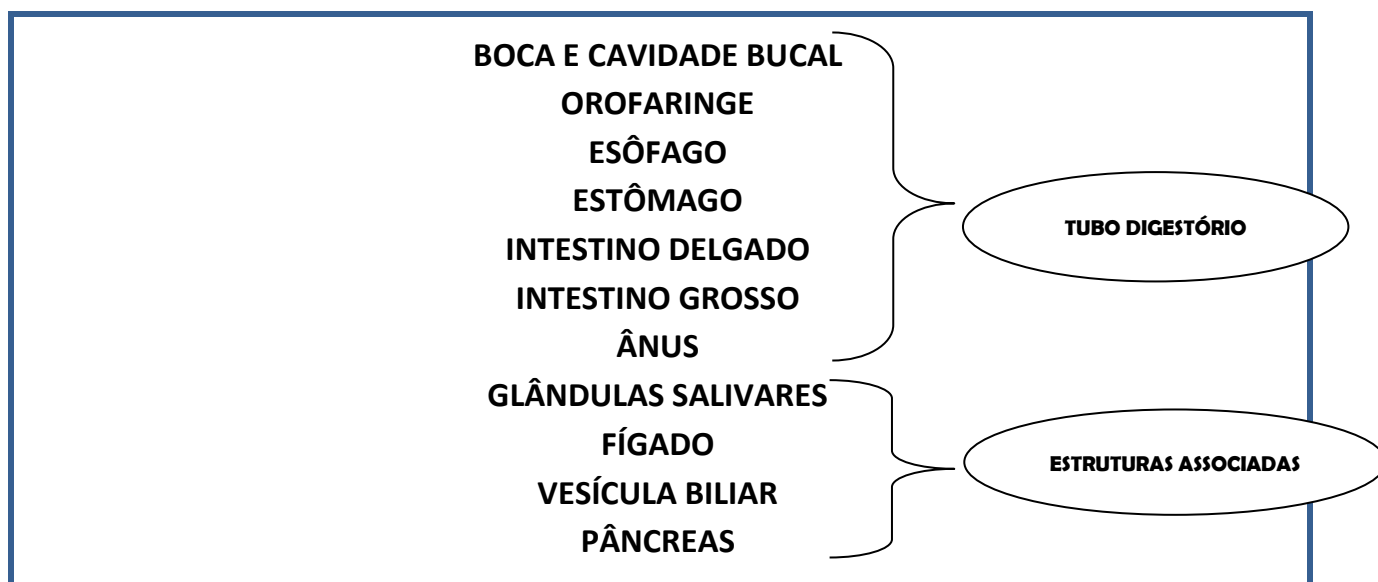 BOCA E CAVIDADE BUCAL
OROFARINGE
ESÔFAGO
ESTÔMAGO
INTESTINO DELGADO
INTESTINO GROSSO
ÂNUS
TUBO DIGESTÓRIO
GLÂNDULAS SALIVARES
FÍGADO
VESÍCULA BILIAR
PÂNCREAS
ESTRUTURAS ASSOCIADAS